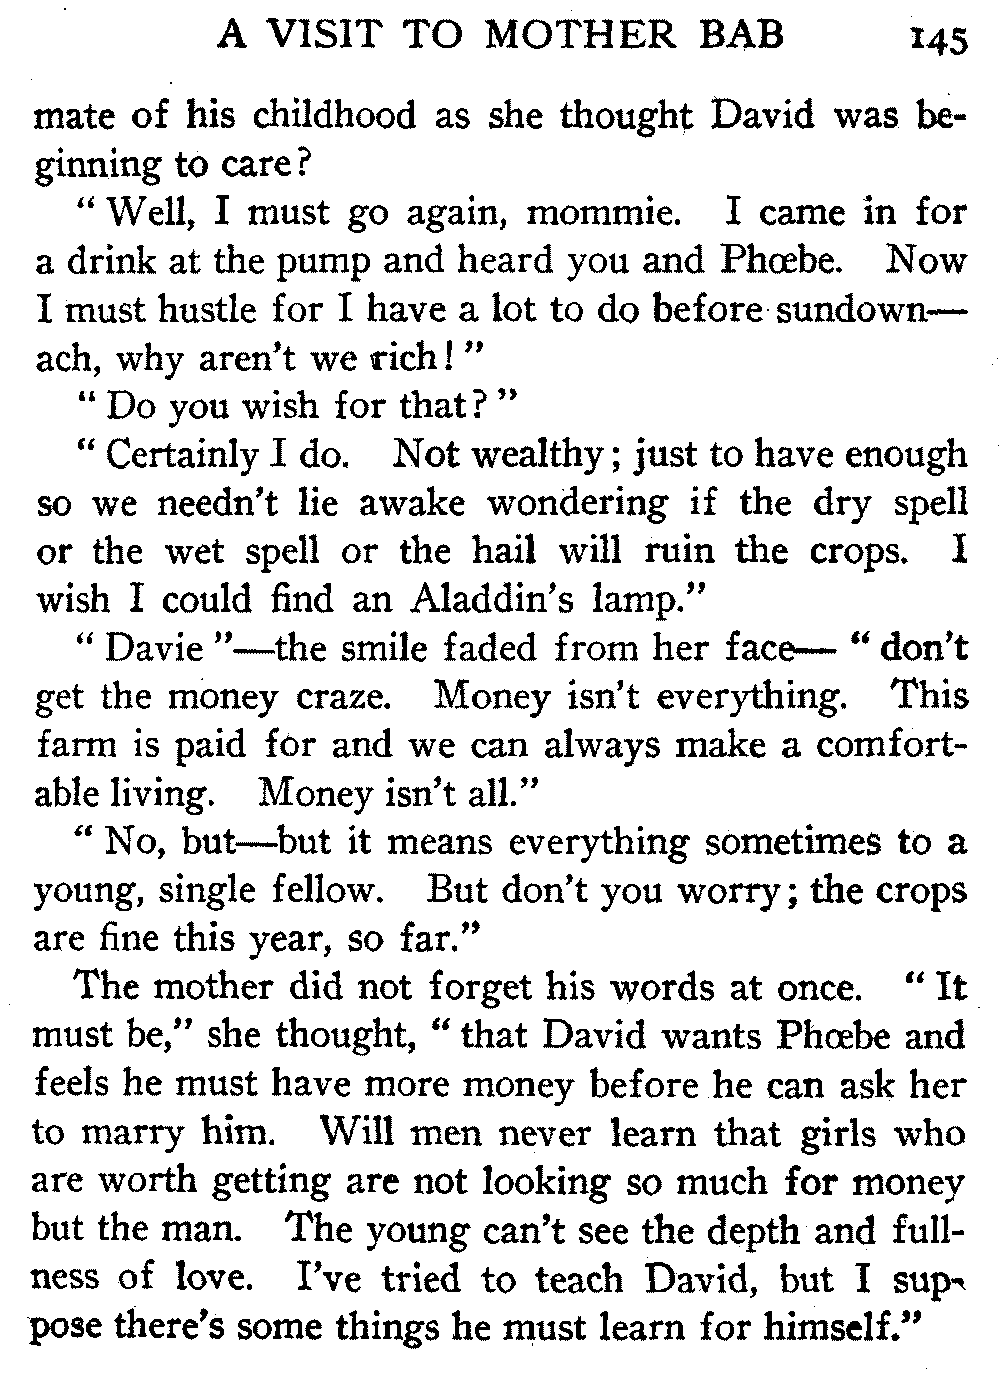 A VISIT TO MOTHER BAB 145
mate of his childhood as she thought David was be-
ginning to care?
“ Well, I must go again, mommie. I came in for
a drink at the pump and heard you and Phœbe. Now
I must hustle for I have a lot to do before sundown—
ach, why aren’t we rich! ”
“ Do you wish for that? ”
“ Certainly I do. Not wealthy; just to have enough
so we needn’t lie awake wondering if the dry spell
or the wet spell or the hail will ruin the crops. I
wish I could find an Aladdin’s lamp.”
“ Davie ”—the smile faded from her face— “ don’t
get the money craze. Money isn’t everything. This
farm is paid for and we can always make a comfort-
able living. Money isn’t all.”
“ No, but—but it means everything sometimes to a
young, single fellow. But don’t you worry; the crops
are fine this year, so far.”
The mother did not forget his words at once. “ It
must be,” she thought, “ that David wants Phœbe and
feels he must have more money before he can ask her
to marry him. Will men never learn that girls who
are worth getting are not looking so much for money
but the man. The young can’t see the depth and full-
ness of love. I’ve tried to teach David, but I sup-
pose there’s some things he must learn for himself.”